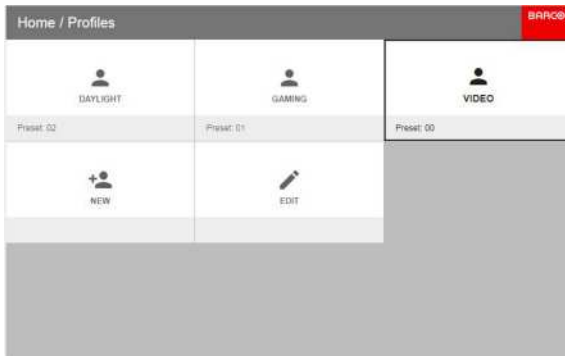 Home / Profiles
BARCO
DAYLIGHT
GAMING
VIDEO
Preset: 02
Preset: 01
Preset: 00
NEW
EDIT